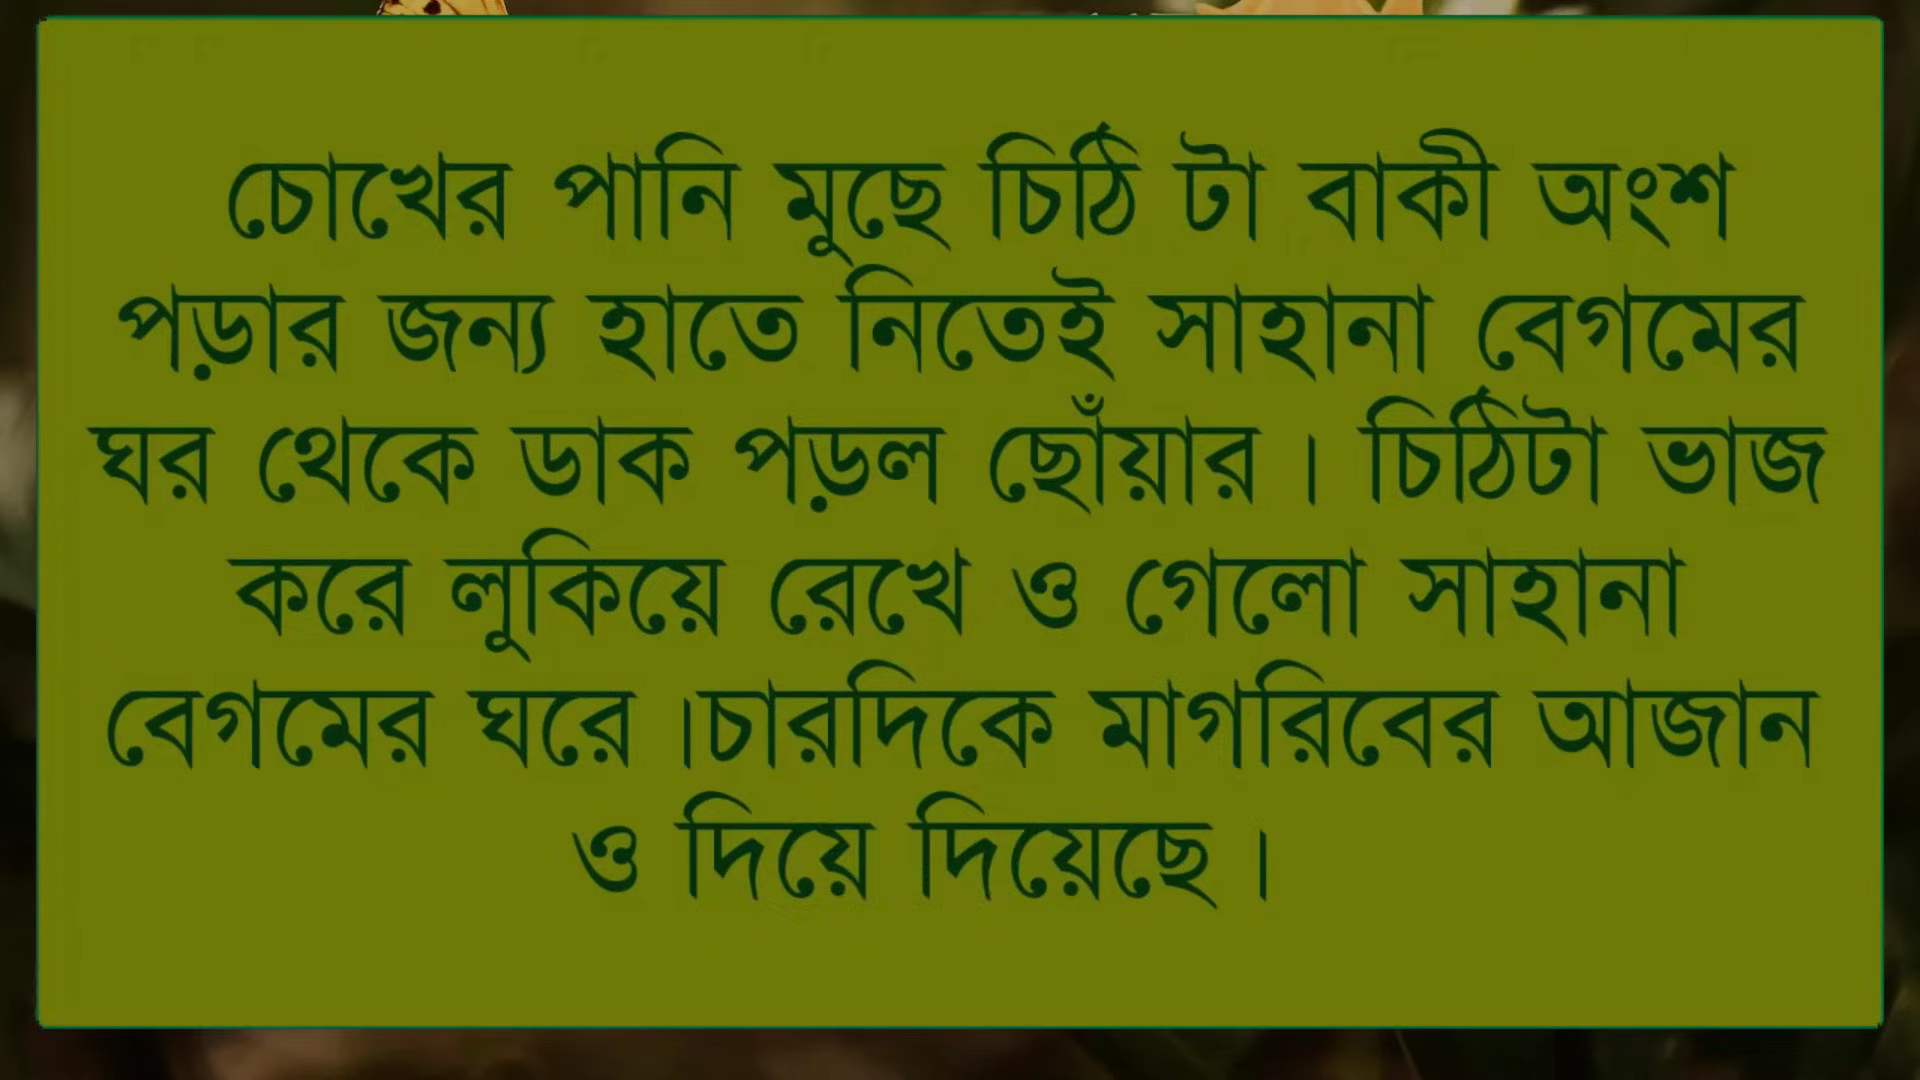 চোখের পানি মুছে চিঠি টা বাকী অংশ
পড়ার জন্য হাতে নিতেই সাহানা বেগমের
ঘর থেকে ডাক পড়ল ছোঁয়ার । চিঠিটা ভাজ
করে লুকিয়ে রেখে ও গেলো সাহানা
বেগমের ঘরে ।চারদিকে মাগরিবের আজান
ও দিয়ে দিয়েছে ।